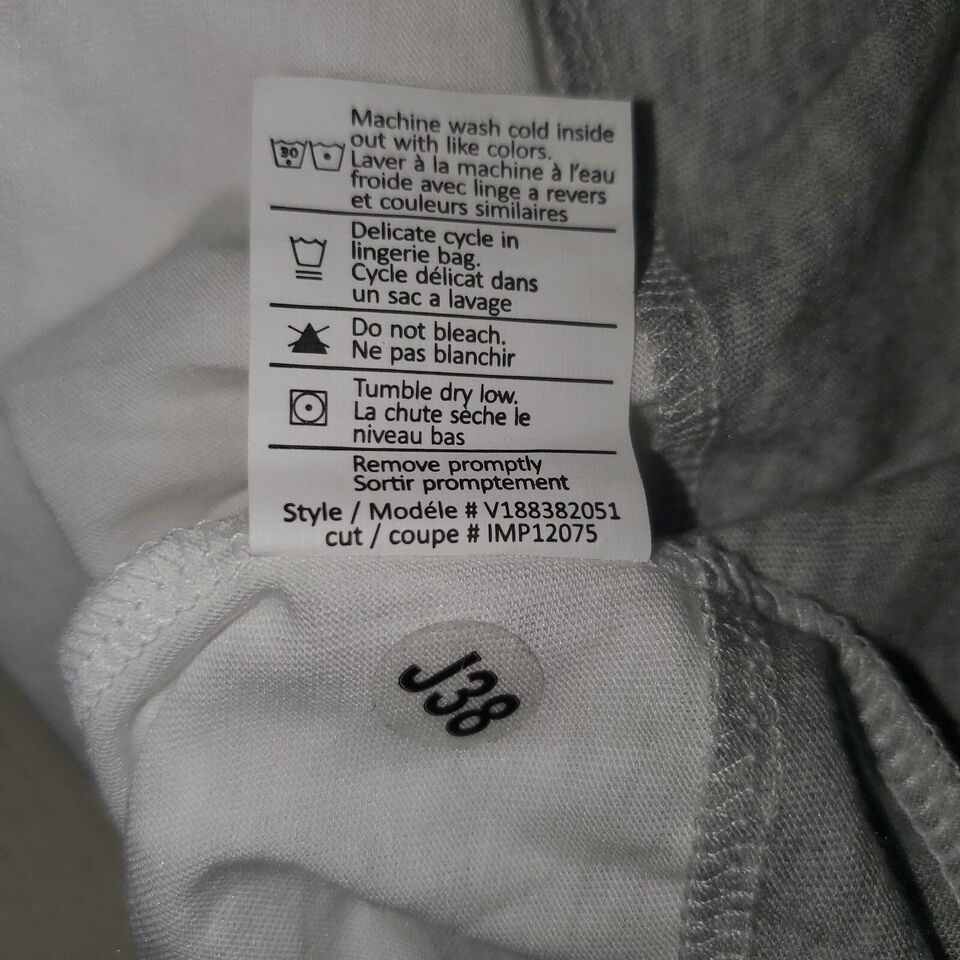 Machine wash cold inside
30 out with like colors.
Laver à la machine à l'eau
froide avec linge a revers
et couleurs similaires
Delicate cycle in
lingerie bag.
Cycle délicat dans
un sac a lavage
Do not bleach.
Ne pas blanchir
Tumble dry low.
La chute sèche le
niveau bas
Remove promptly
Sortir promptement
Style / Modéle # V188382051
cut / coupe # IMP12075
J38